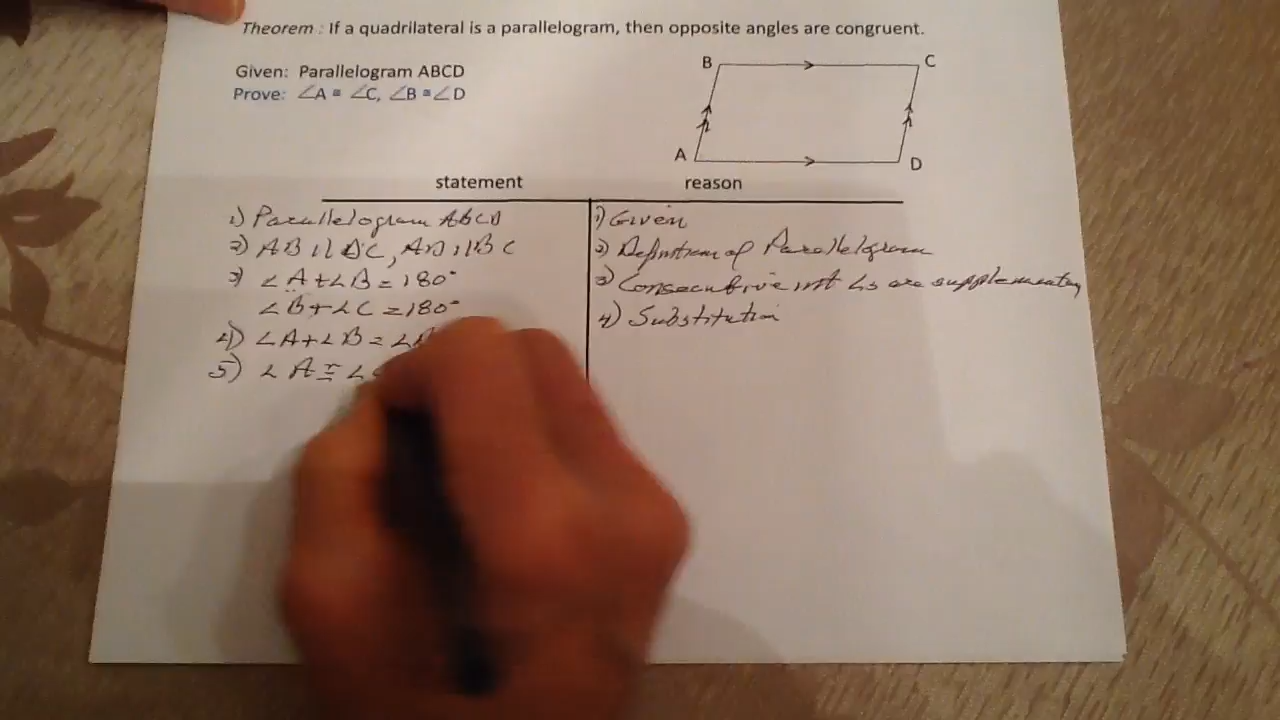 Theorem : If a quadrilateral is a parallelogram, then opposite angles are congruent.
Given: Parallelogram ABCD
Prove: ∠A ≅ ∠C, ∠B ≅ ∠D
B C
A D
statement reason
1) Parallelogram ABCD 1) Given
2) AB || DC, AD || BC 2) Definition of Parallelogram
3) ∠A + ∠B = 180° 3) Consecutive int ∠s are supplementary
∠B + ∠C = 180°
4) ∠A + ∠B = ∠B 4) Substitution
5) ∠A ≅ ∠C